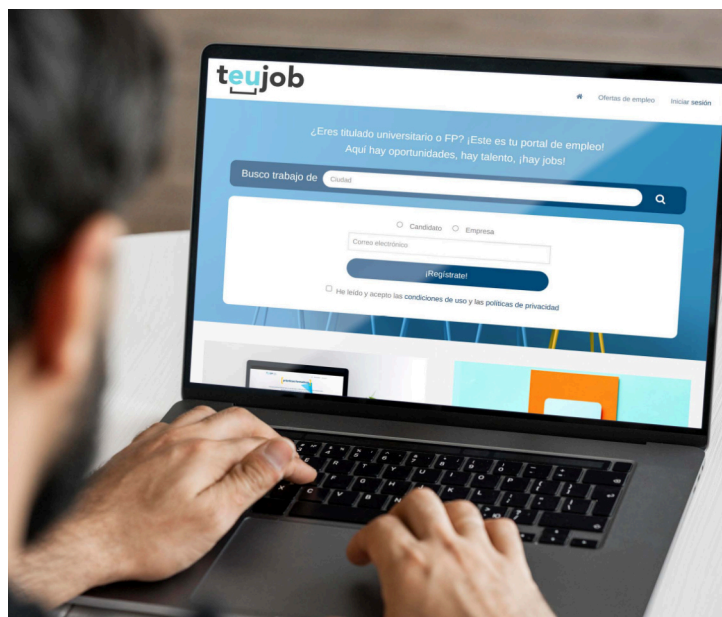 teujob
Ofertas de empleo Iniciar sesión
¿Eres titulado universitario o FP? ¡Este es tu portal de empleo!
Aquí hay oportunidades, hay talento, ¡hay jobs!
Busco trabajo de Ciudad
Candidato Empresa
Correo electrónico
¡Regístrate!
He leído y acepto las condiciones de uso y las políticas de privacidad